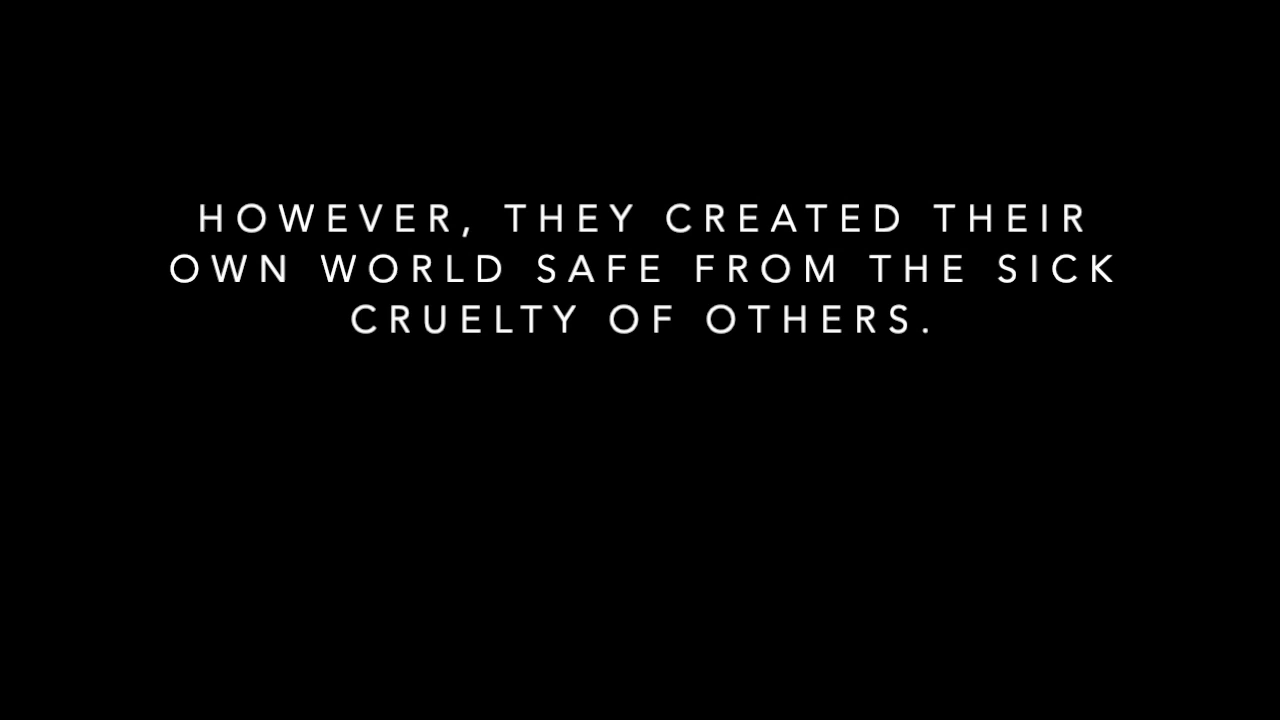 HOWEVER, THEY CREATED THEIR
OWN WORLD SAFE FROM THE SICK
CRUELTY OF OTHERS.